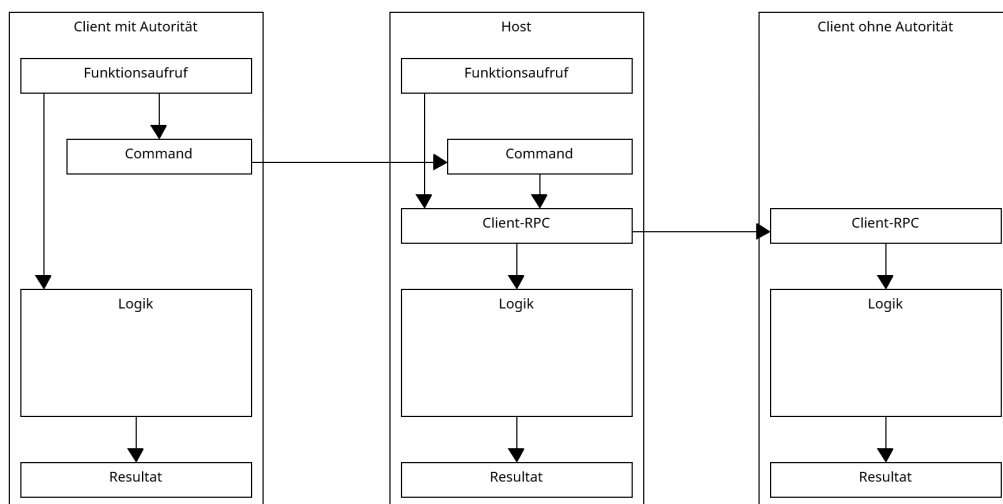 Client mit Autorität
Funktionsaufruf
Command
Logik
Resultat
Host
Funktionsaufruf
Command
Client-RPC
Logik
Resultat
Client ohne Autorität
Client-RPC
Logik
Resultat